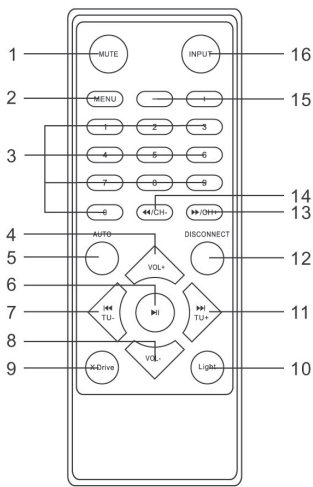 1 MUTE INPUT 16
2 MENU 15
1 2 3
3 4 5 6
7 8 9
14
0 ◀◀/CH- ▶▶/CH+ 13
4 AUTO DISCONNECT
5 VOL+ 12
6 ▶||
7 |◀◀ ▶▶| 11
TU- TU+
8 VOL-
9 X-Drive Light 10